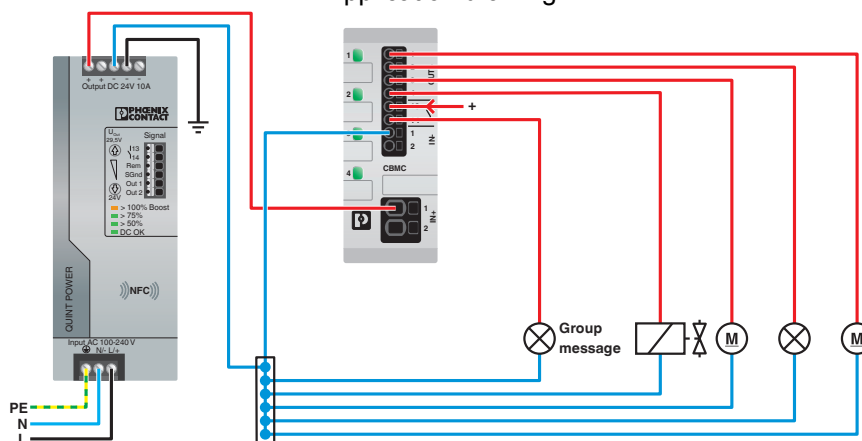 + + - - -
Output DC 24V 10A
PHŒNIX
CONTACT
UOut
29,5V
24V
Signal
13
14
Rem
SGnd
Out 1
Out 2
> 100% Boost
> 75%
> 50%
DC OK
NFC
QUINT POWER
Input AC 100-240 V
N/- L/+
PE
N
L
1
2
4
+
1
2
IN-
CBMC
1
2
IN+
Group
message
M
M